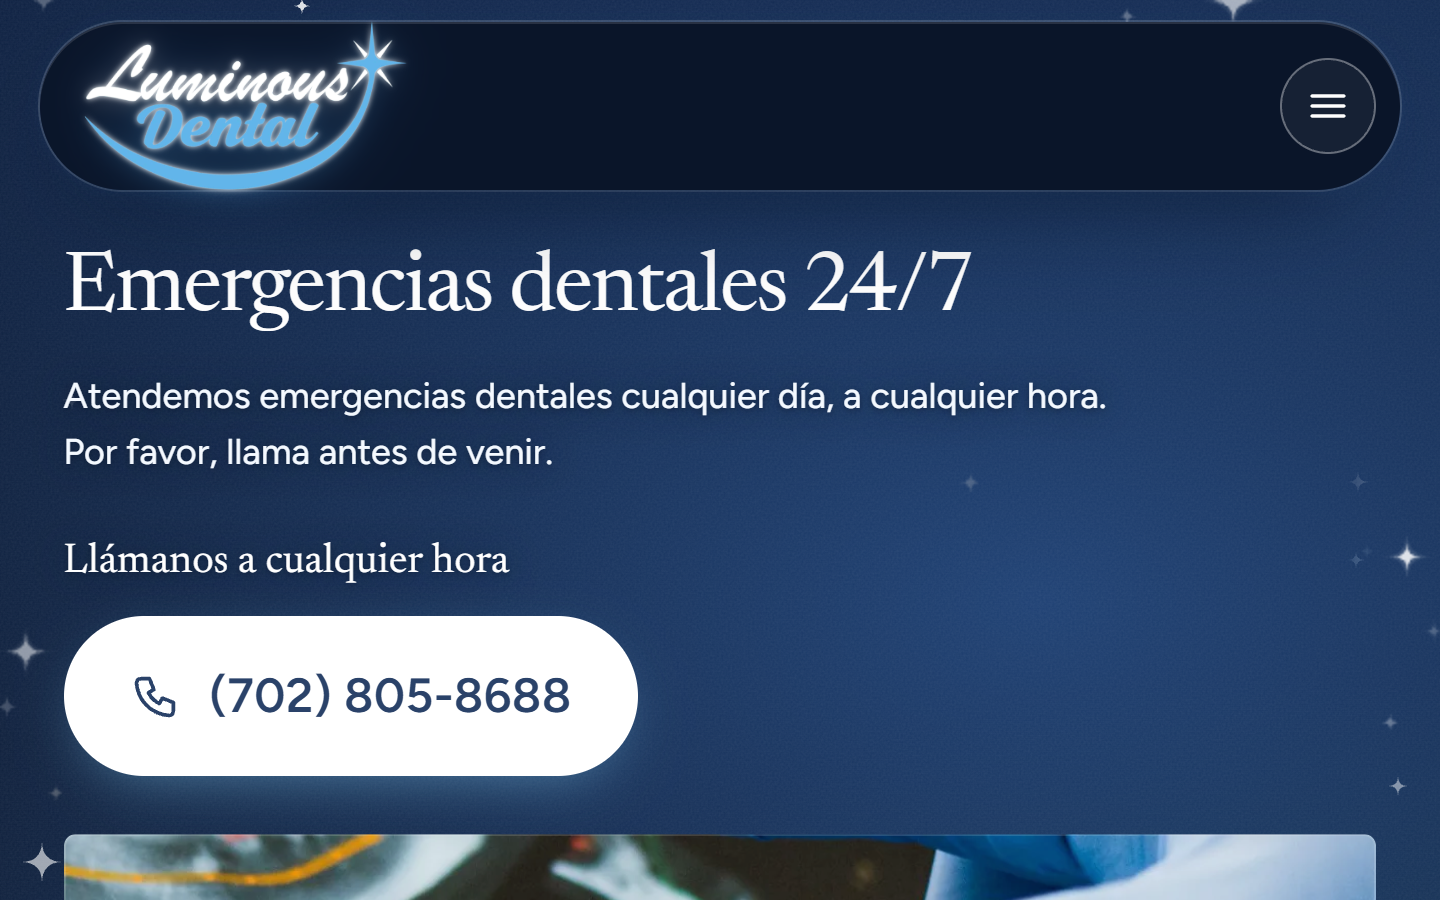 Luminous
Dental
Emergencias dentales 24/7
Atendemos emergencias dentales cualquier día, a cualquier hora.
Por favor, llama antes de venir.
Llámanos a cualquier hora
(702) 805-8688